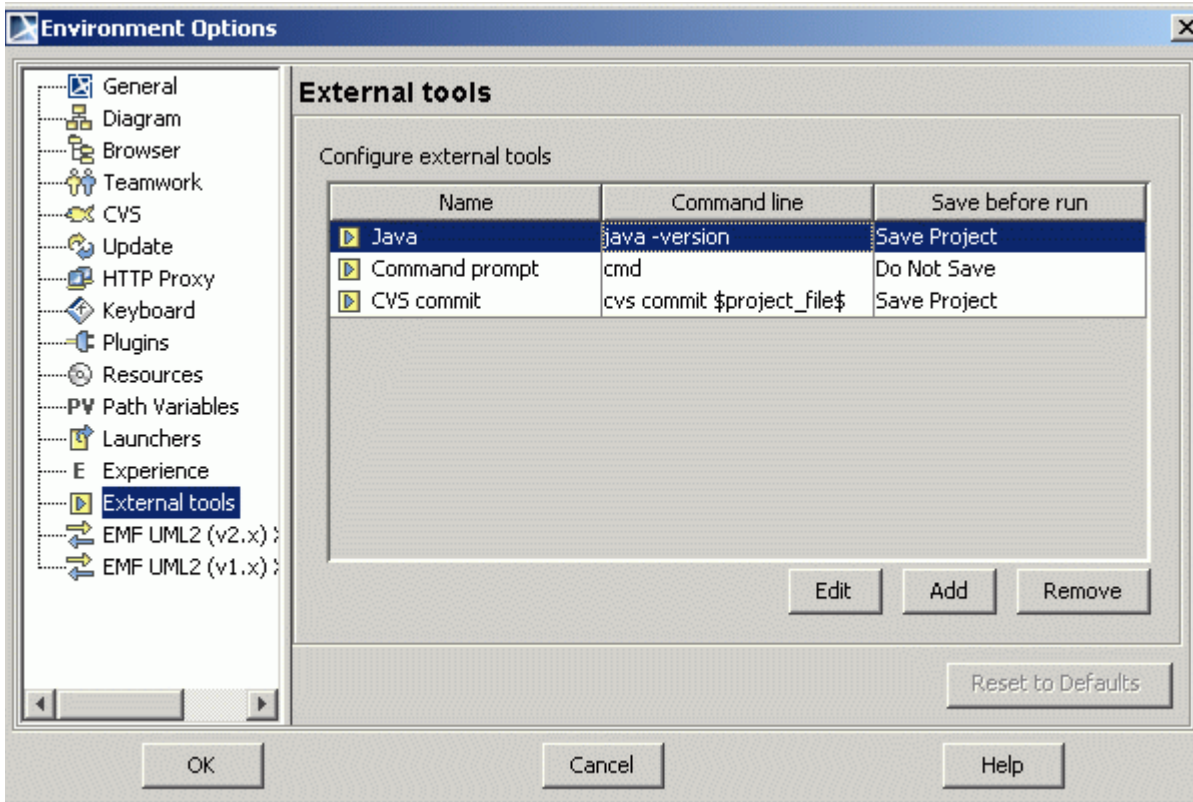 Environment Options
General
Diagram
Browser
Teamwork
CVS
Update
HTTP Proxy
Keyboard
Plugins
Resources
PV Path Variables
Launchers
E Experience
External tools
EMF UML2 (v2.x)
EMF UML2 (v1.x)
External tools
Configure external tools
Name Command line Save before run
Java java -version Save Project
Command prompt cmd Do Not Save
CVS commit cvs commit $project_file$ Save Project
Edit Add Remove
Reset to Defaults
OK Cancel Help